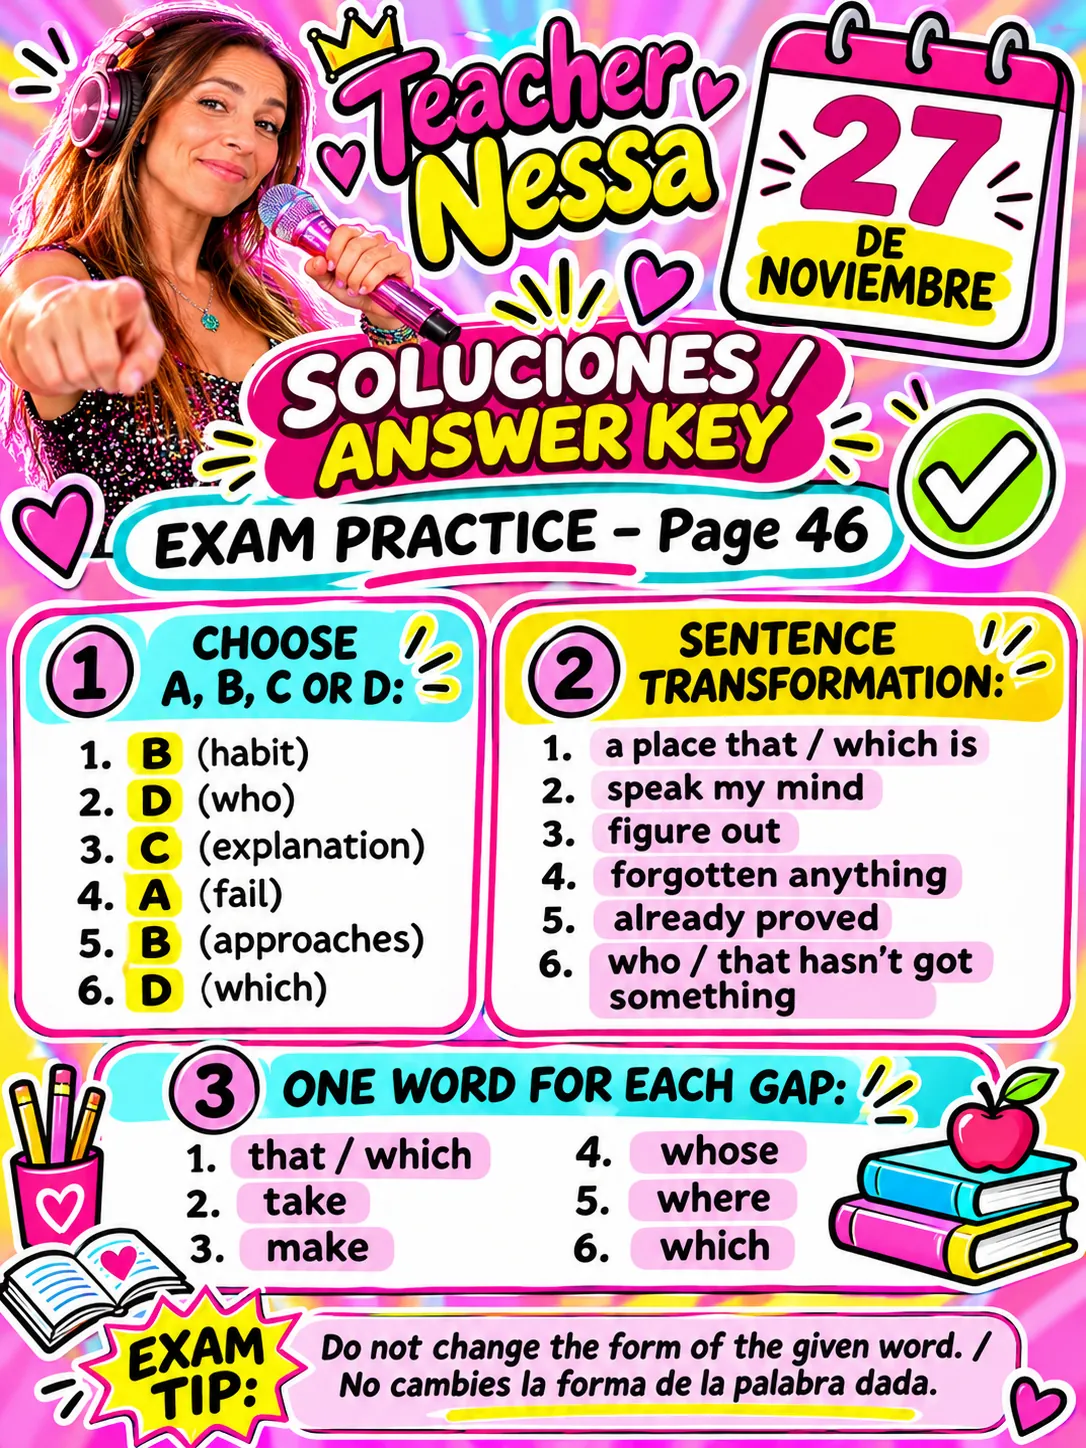 Teacher
Nessa
27
DE
NOVIEMBRE
SOLUCIONES /
ANSWER KEY
EXAM PRACTICE – Page 46
1 CHOOSE
A, B, C OR D:
1. B (habit)
2. D (who)
3. C (explanation)
4. A (fail)
5. B (approaches)
6. D (which)
2 SENTENCE
TRANSFORMATION:
1. a place that / which is
2. speak my mind
3. figure out
4. forgotten anything
5. already proved
6. who / that hasn't got
something
3 ONE WORD FOR EACH GAP:
1. that / which
2. take
3. make
4. whose
5. where
6. which
EXAM
TIP:
Do not change the form of the given word. /
No cambies la forma de la palabra dada.